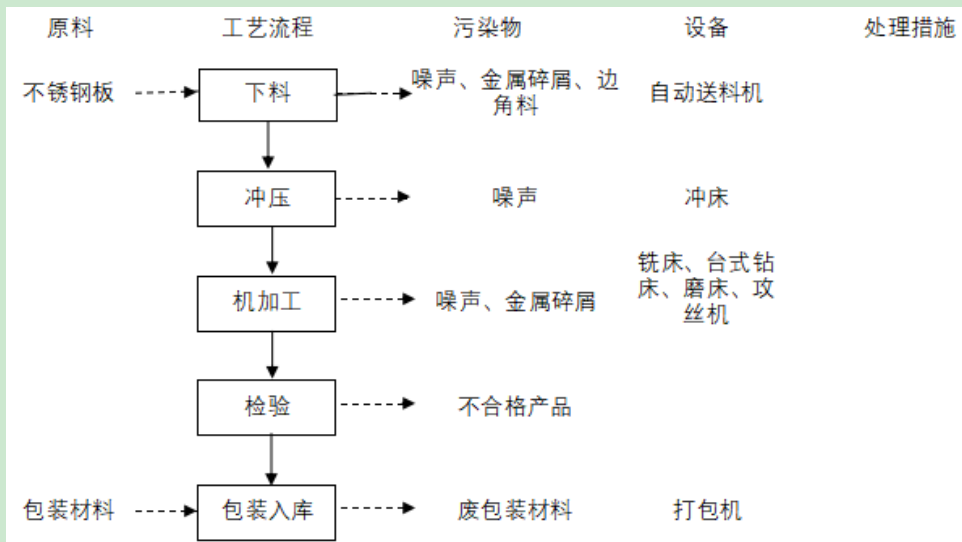 原料 工艺流程 污染物 设备 处理措施
不锈钢板 下料 噪声、金属碎屑、边
角料 自动送料机
冲压 噪声 冲床
机加工 噪声、金属碎屑 铣床、台式钻
床、磨床、攻
丝机
检验 不合格产品
包装材料 包装入库 废包装材料 打包机